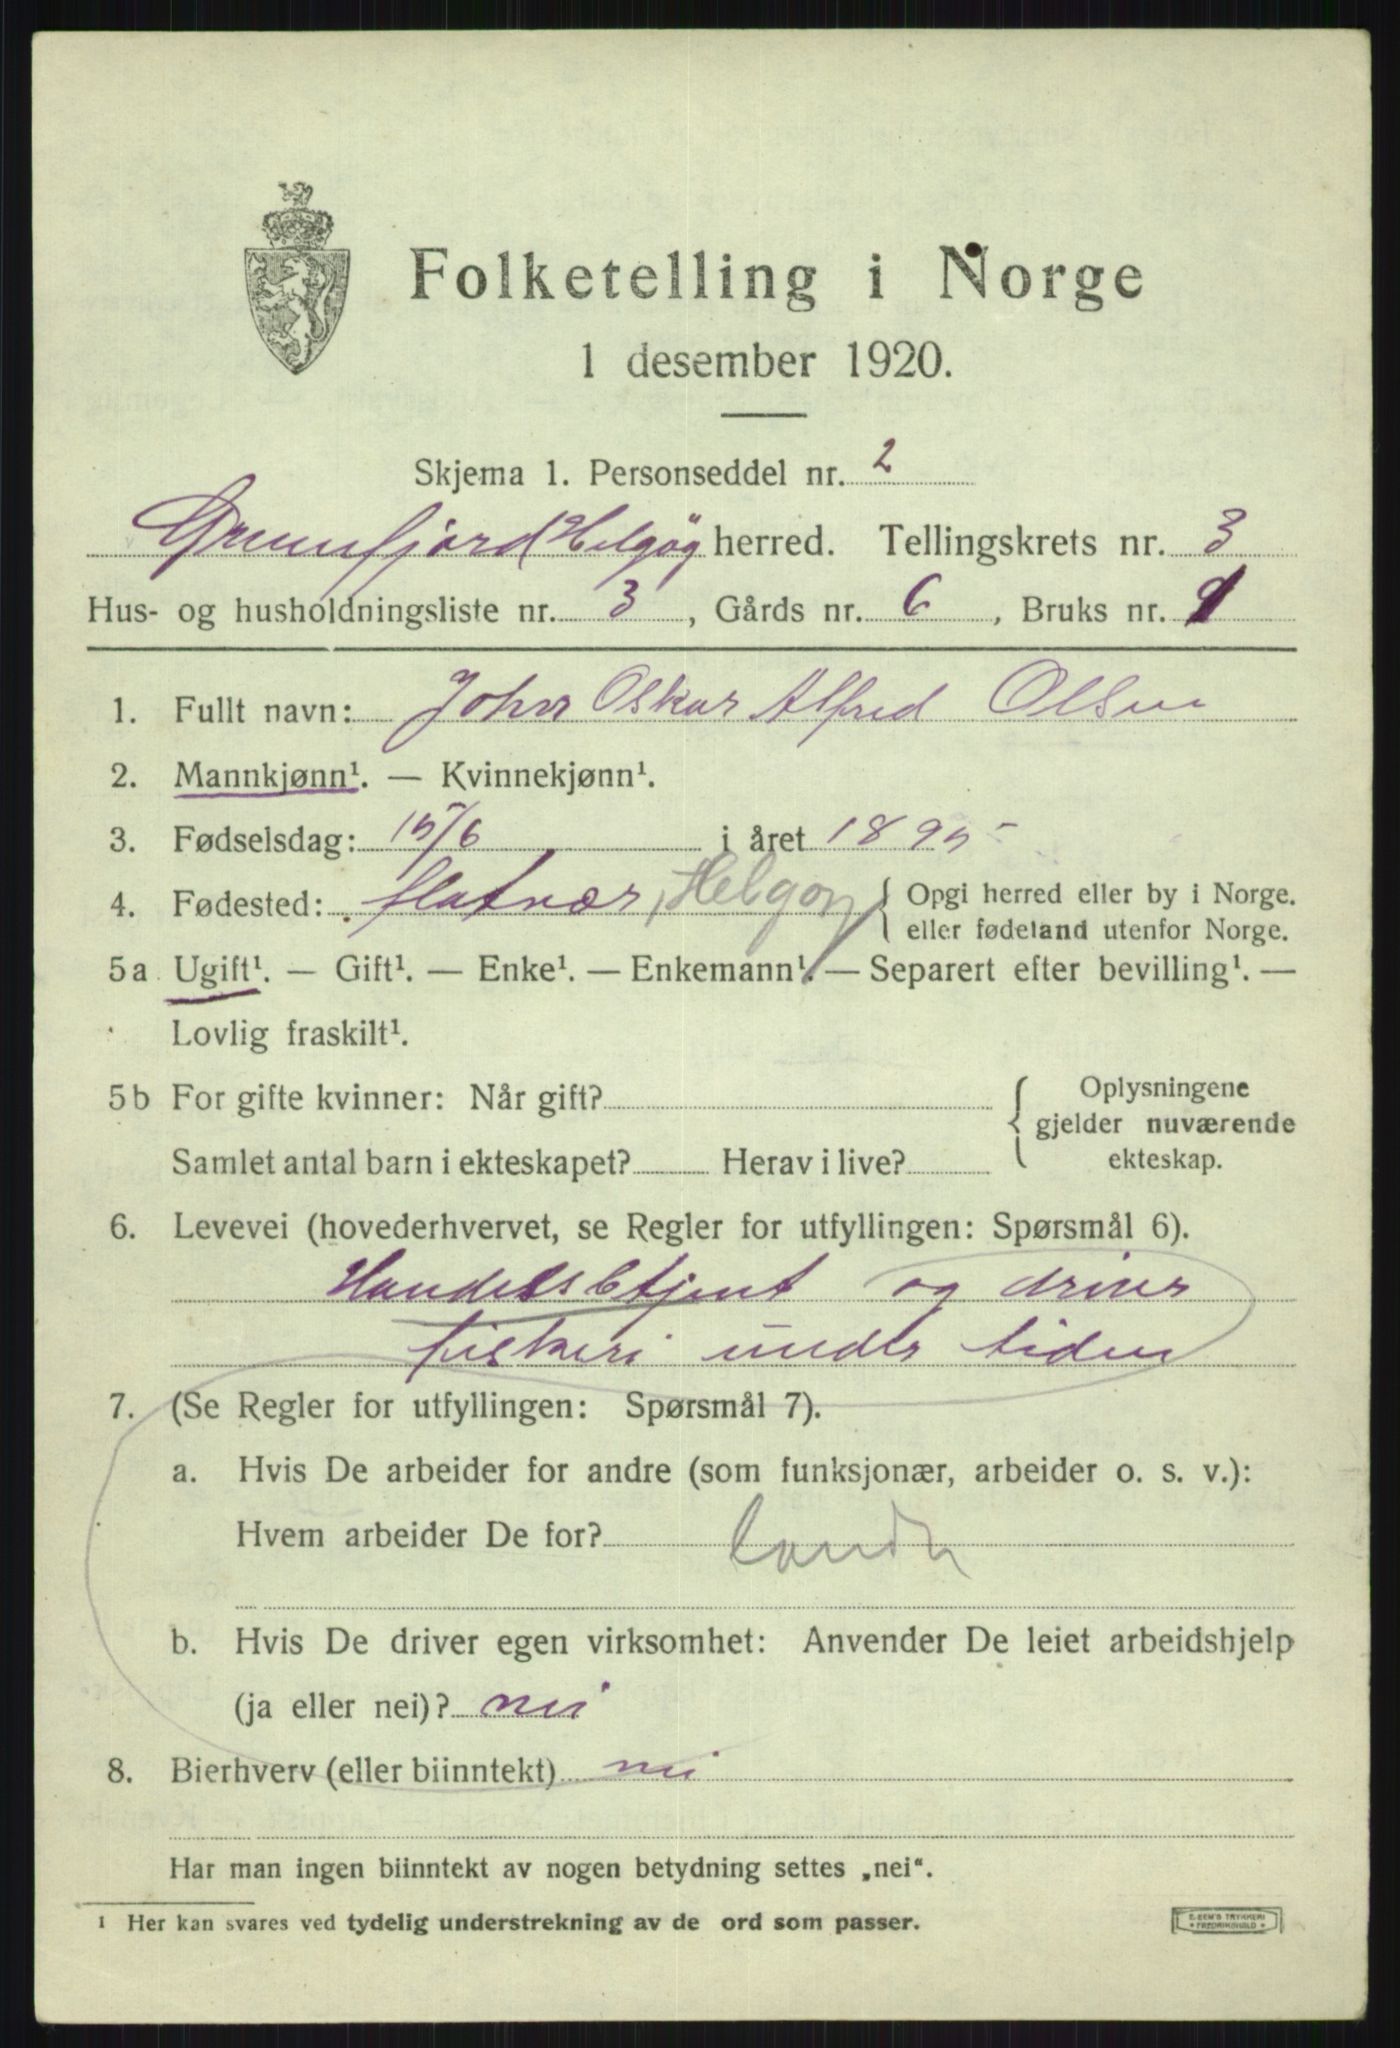 Folketelling i Norge
1 desember 1920.
Skjema 1. Personseddel nr. 2
Grunnfjord Helgøy herred. Tellingskrets nr. 3
Hus- og husholdningsliste nr. 3, Gårds nr. 6, Bruks nr. 1
1. Fullt navn: Johan Oskar Alfred Olsen
2. Mannkjønn¹. — Kvinnekjønn¹.
3. Fødselsdag: 15/6 i året 1895
4. Fødested: Flatvær, Helgøy { Opgi herred eller by i Norge.
eller fødeland utenfor Norge.
5a Ugift¹. — Gift¹. — Enke¹. — Enkemann¹. — Separert efter bevilling¹. —
Lovlig fraskilt¹.
5b For gifte kvinner: Når gift?
Oplysningene
gjelder nuværende
ekteskap.
Samlet antal barn i ekteskapet? Herav i live?
6. Levevei (hovederhvervet, se Regler for utfyllingen: Spørsmål 6).
Handelsbetjent og driver
fiskeri under tiden
7. (Se Regler for utfyllingen: Spørsmål 7).
a. Hvis De arbeider for andre (som funksjonær, arbeider o. s. v.):
Hvem arbeider De for?
b. Hvis De driver egen virksomhet: Anvender De leiet arbeidshjelp
(ja eller nei)? nei
8. Bierhverv (eller biinntekt) nei
Har man ingen biinntekt av nogen betydning settes „nei“.
¹ Her kan svares ved tydelig understrekning av de ord som passer.
E. SEM'S TRYKKERI
FREDRIKSHALD